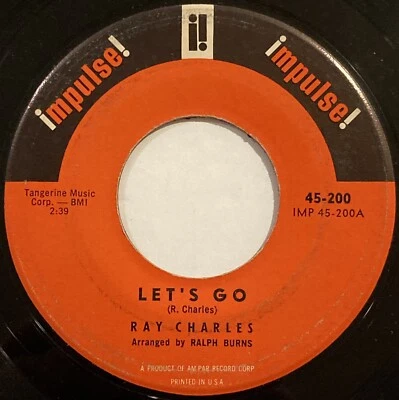 impulse!
i!
impulse!
Tangerine Music
Corp. — BMI
2:39
45-200
IMP 45-200A
LET'S GO
(R. Charles)
RAY CHARLES
Arranged by RALPH BURNS
A PRODUCT OF AM-PAR RECORD CORP.
PRINTED IN U.S.A.